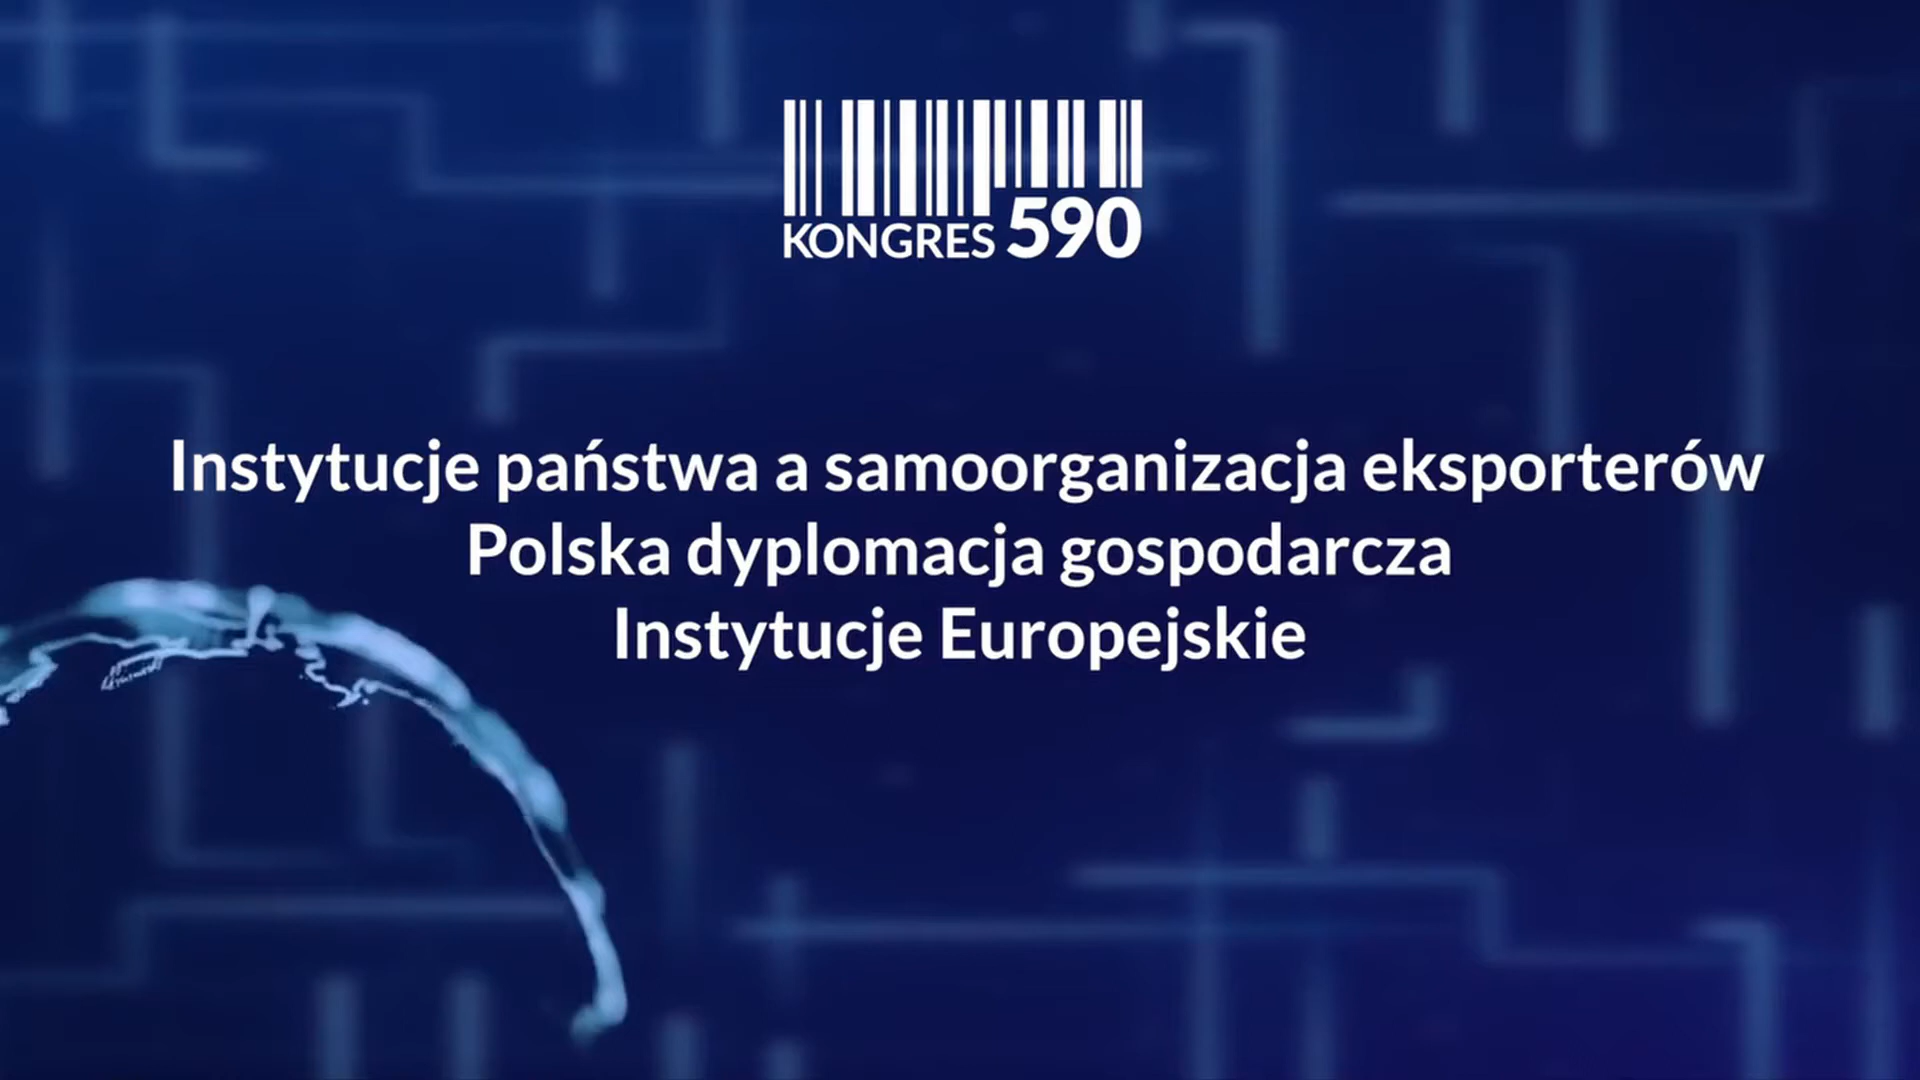 KONGRES 590
Instytucje państwa a samoorganizacja eksporterów
Polska dyplomacja gospodarcza
Instytucje Europejskie